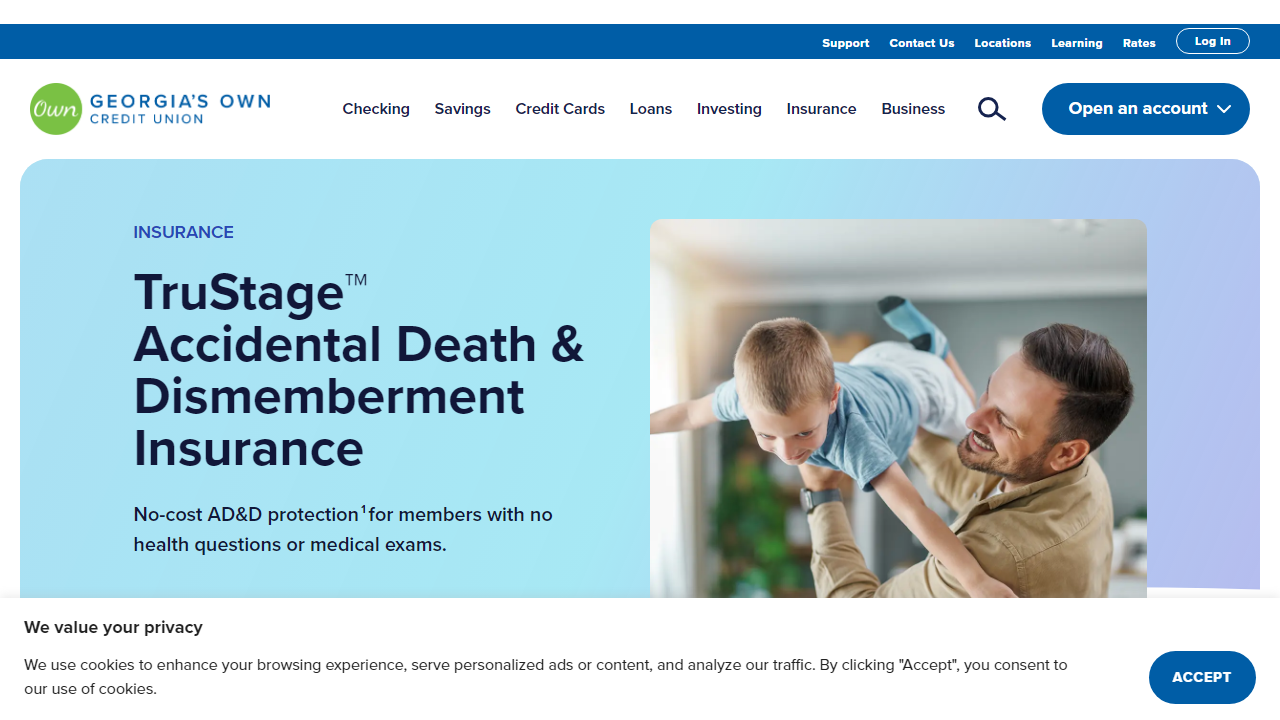 Support Contact Us Locations Learning Rates Log In
Own GEORGIA'S OWN
CREDIT UNION
Checking Savings Credit Cards Loans Investing Insurance Business Open an account
INSURANCE
TruStage™
Accidental Death &
Dismemberment
Insurance
No-cost AD&D protection¹ for members with no
health questions or medical exams.
We value your privacy
We use cookies to enhance your browsing experience, serve personalized ads or content, and analyze our traffic. By clicking "Accept", you consent to
our use of cookies.
ACCEPT